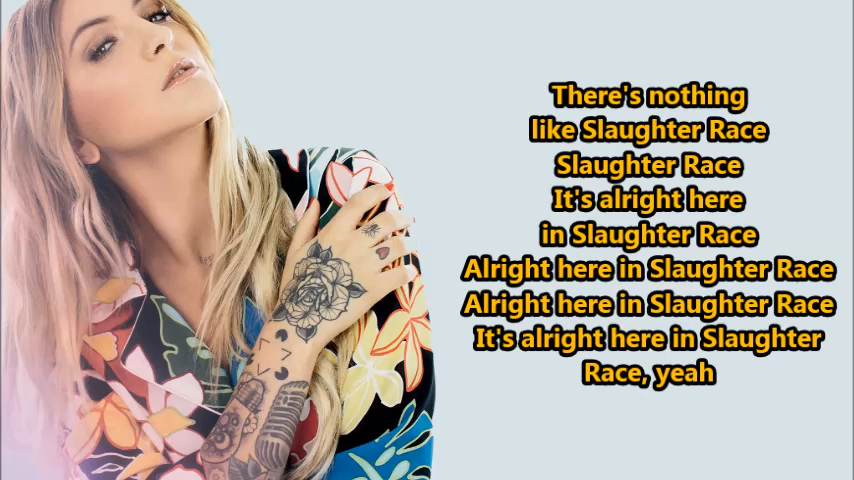 There's nothing
like Slaughter Race
Slaughter Race
It's alright here
in Slaughter Race
Alright here in Slaughter Race
Alright here in Slaughter Race
It's alright here in Slaughter
Race, yeah